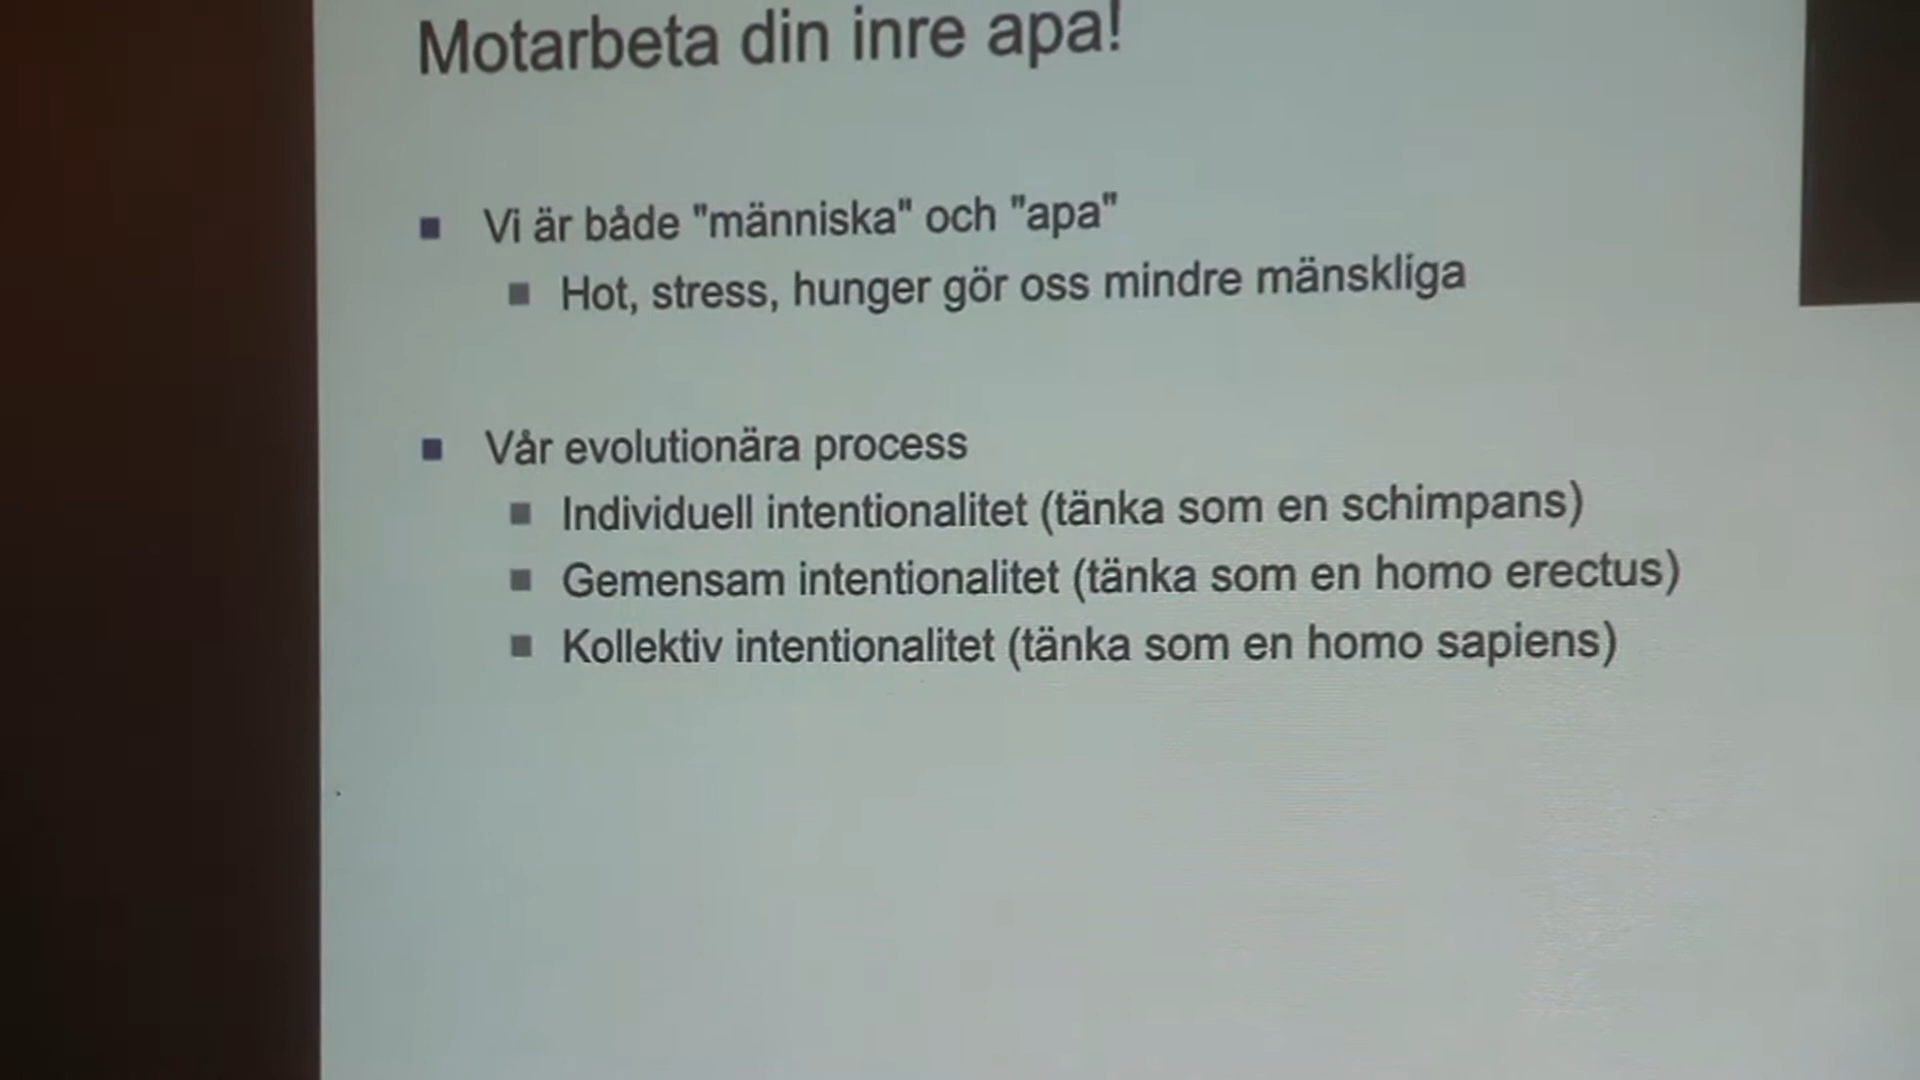 Motarbeta din inre apa!
Vi är både "människa" och "apa"
Hot, stress, hunger gör oss mindre mänskliga
Vår evolutionära process
Individuell intentionalitet (tänka som en schimpans)
Gemensam intentionalitet (tänka som en homo erectus)
Kollektiv intentionalitet (tänka som en homo sapiens)